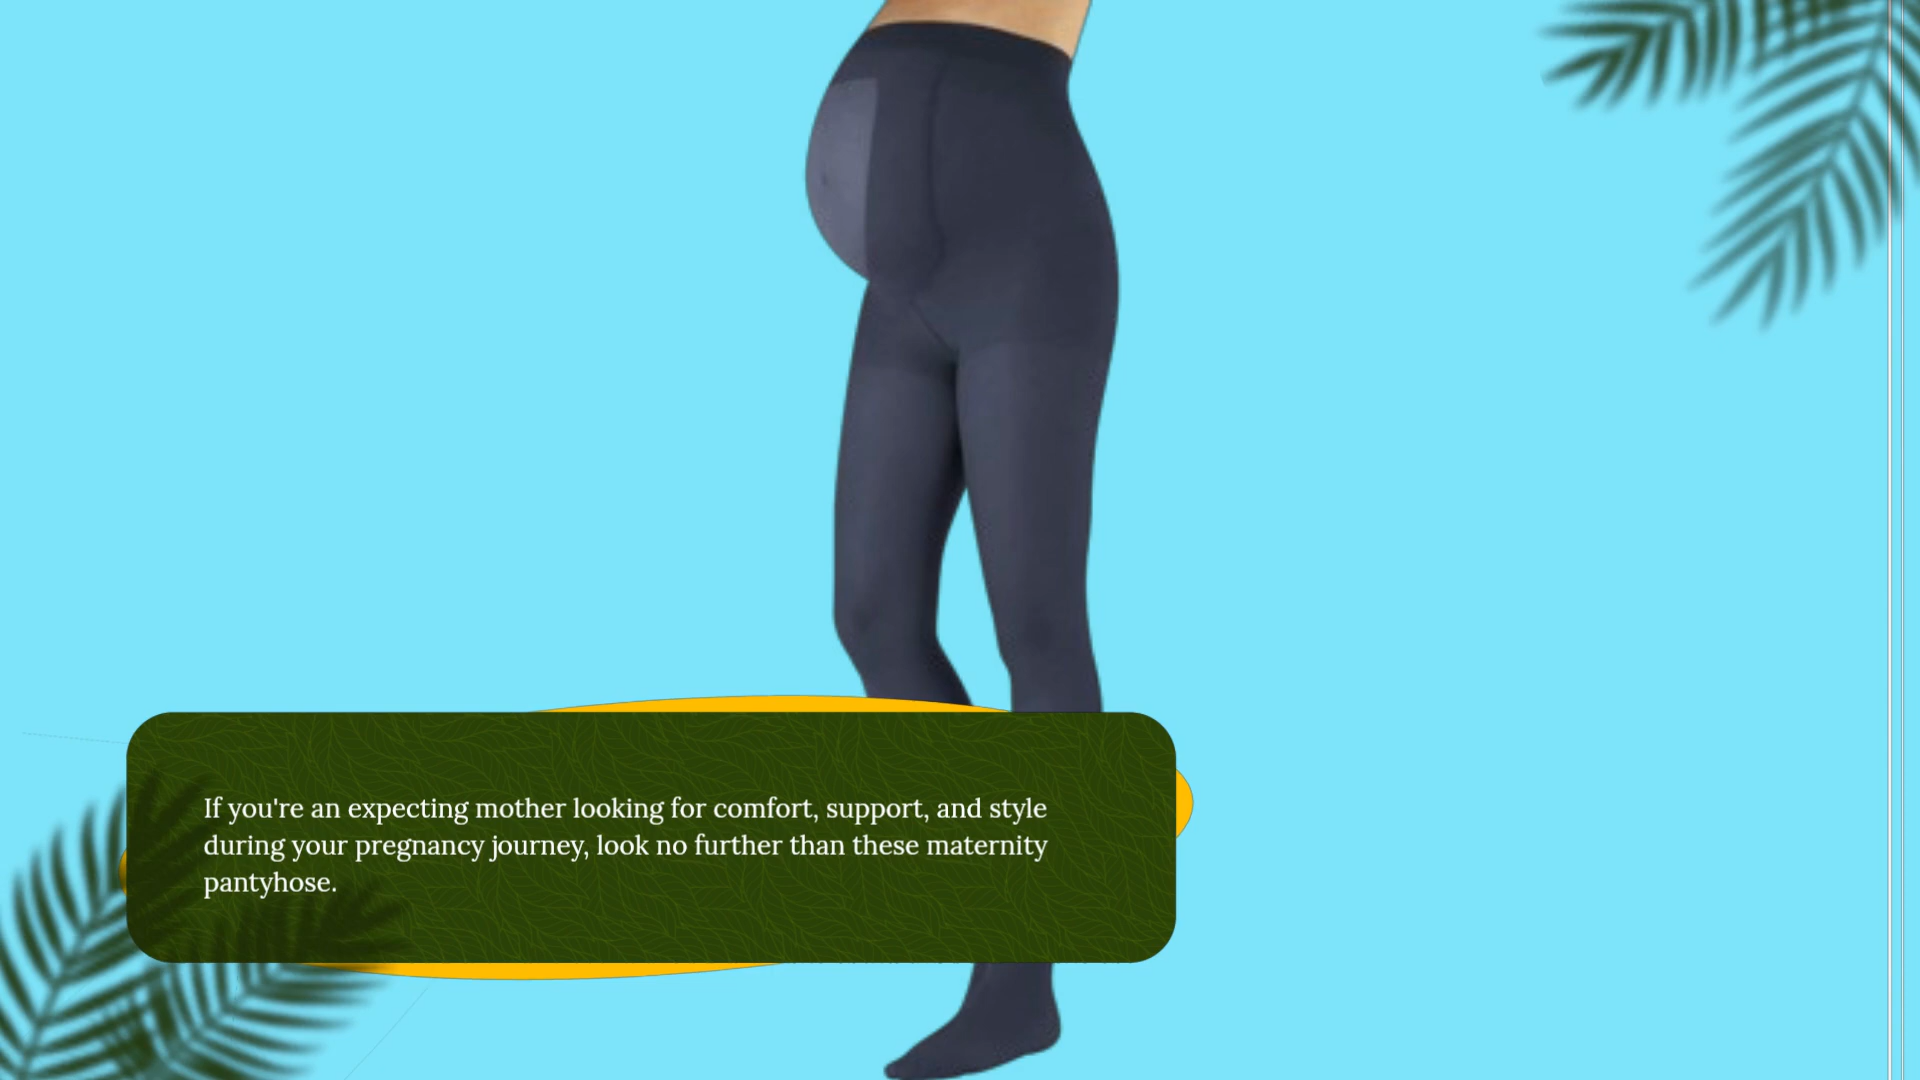 If you're an expecting mother looking for comfort, support, and style
during your pregnancy journey, look no further than these maternity
pantyhose.